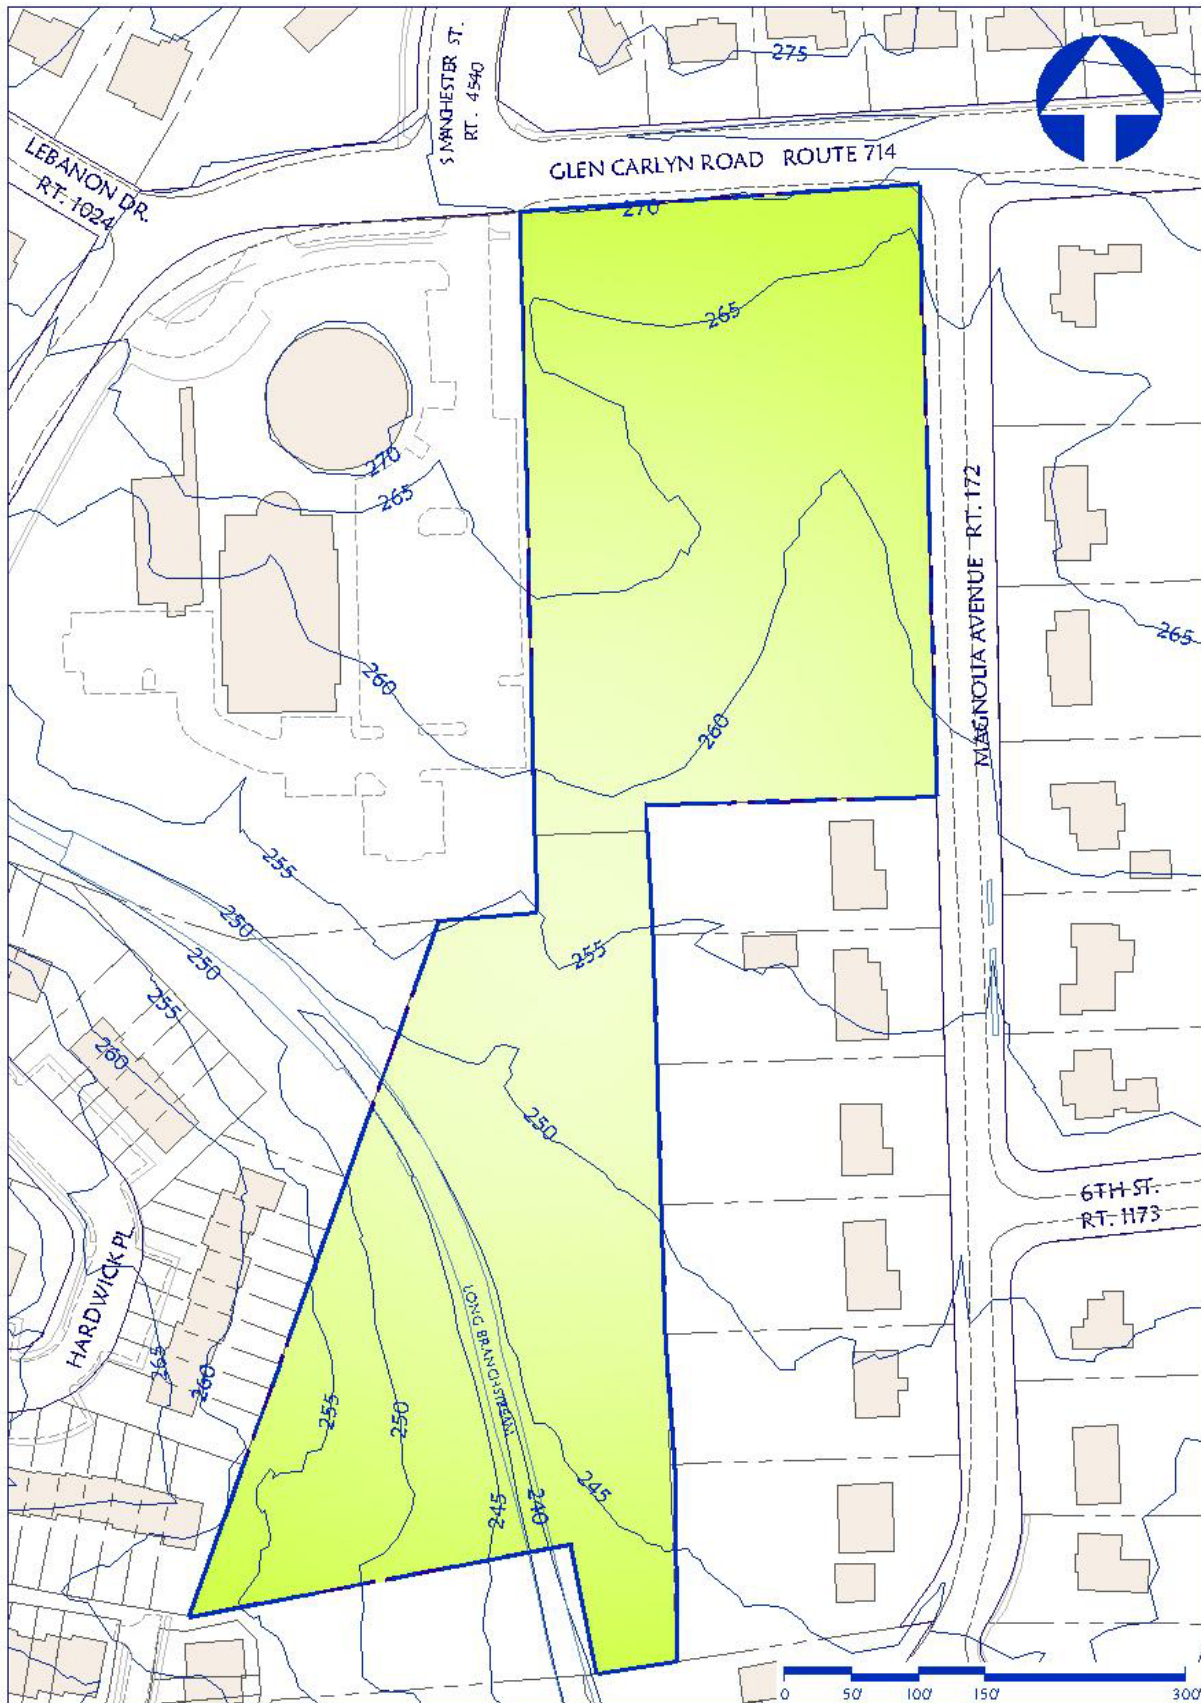 275
S MANCHESTER ST.
RT. 4540
GLEN CARLYN ROAD ROUTE 714
LEBANON DR.
RT. 1024
270
265
270
265
MAGNOLIA AVENUE RT. 172
265
260
260
255
250
250
255
255
260
250
6TH ST.
RT. 1173
HARDWICK PL.
LONG BRANCH STREAM
265
260
255
250
245
240
245
0
50'
100'
150'
300'